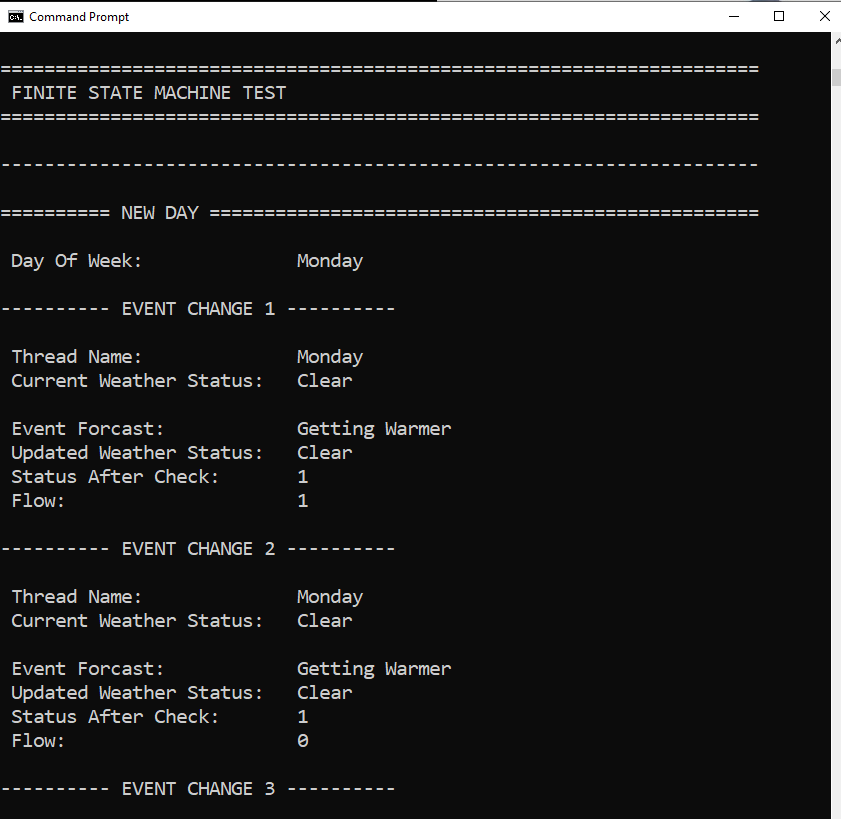 Command Prompt
=====================================================================
FINITE STATE MACHINE TEST
=====================================================================
---------------------------------------------------------------------
========== NEW DAY ==================================================
Day Of Week: Monday
---------- EVENT CHANGE 1 ----------
Thread Name: Monday
Current Weather Status: Clear
Event Forcast: Getting Warmer
Updated Weather Status: Clear
Status After Check: 1
Flow: 1
---------- EVENT CHANGE 2 ----------
Thread Name: Monday
Current Weather Status: Clear
Event Forcast: Getting Warmer
Updated Weather Status: Clear
Status After Check: 1
Flow: 0
---------- EVENT CHANGE 3 ----------